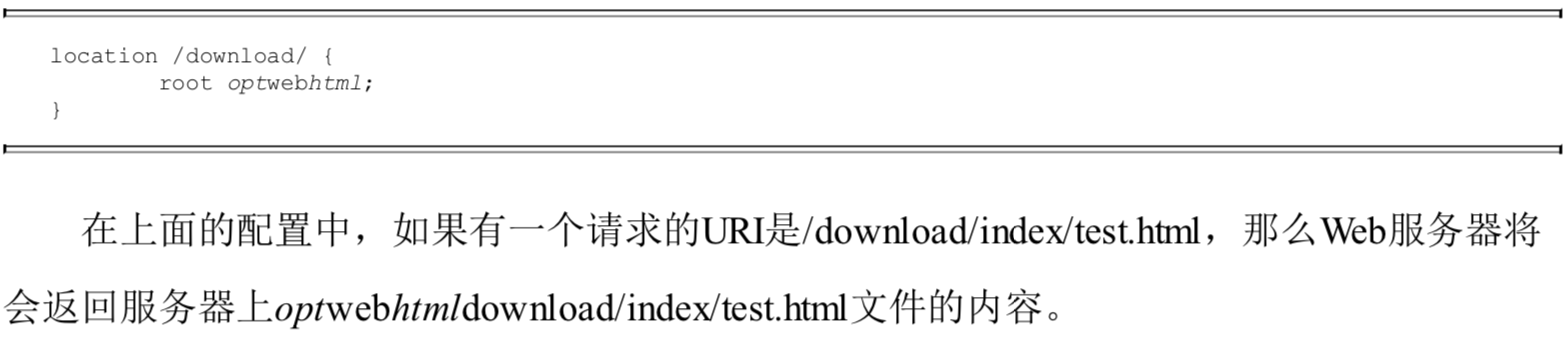 location /download/ {
root optwebhtml;
}
在上面的配置中，如果有一个请求的URI是/download/index/test.html，那么Web服务器将
会返回服务器上optwebhtmldownload/index/test.html文件的内容。